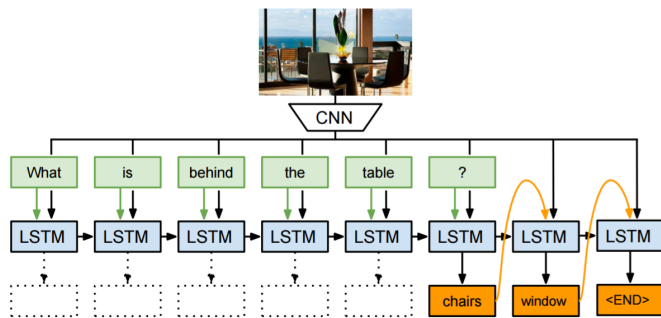 CNN
What is behind the table ?
LSTM LSTM LSTM LSTM LSTM LSTM LSTM LSTM
chairs window <END>